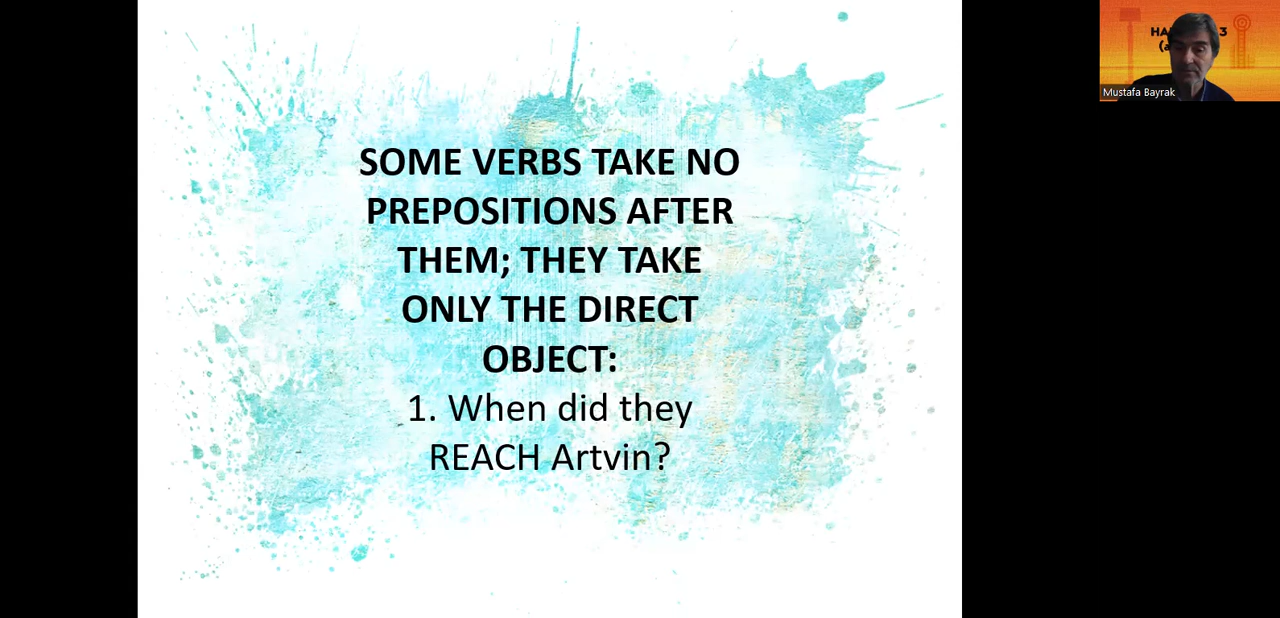 SOME VERBS TAKE NO
PREPOSITIONS AFTER
THEM; THEY TAKE
ONLY THE DIRECT
OBJECT:
1. When did they
REACH Artvin?
3
Mustafa Bayrak